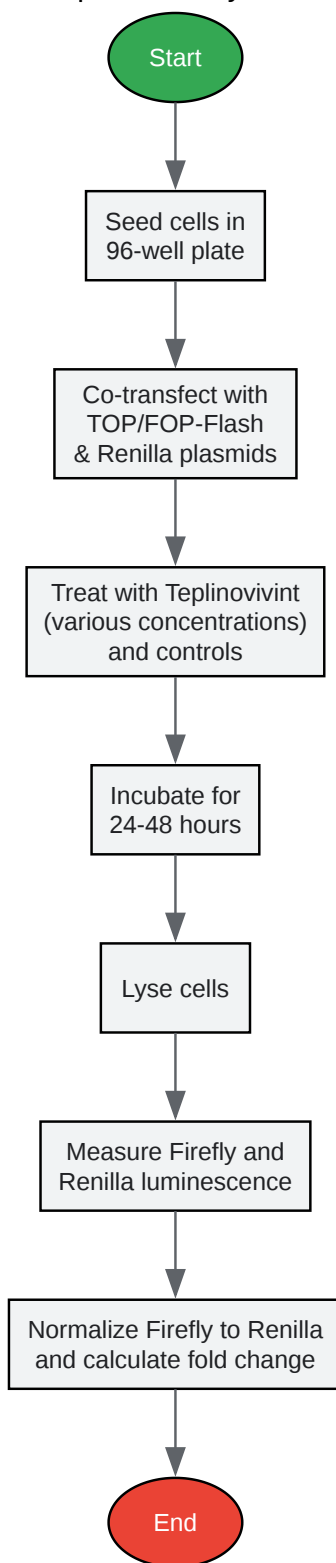 Start
Seed cells in
96-well plate
Co-transfect with
TOP/FOP-Flash
& Renilla plasmids
Treat with Teplinovivint
(various concentrations)
and controls
Incubate for
24-48 hours
Lyse cells
Measure Firefly and
Renilla luminescence
Normalize Firefly to Renilla
and calculate fold change
End